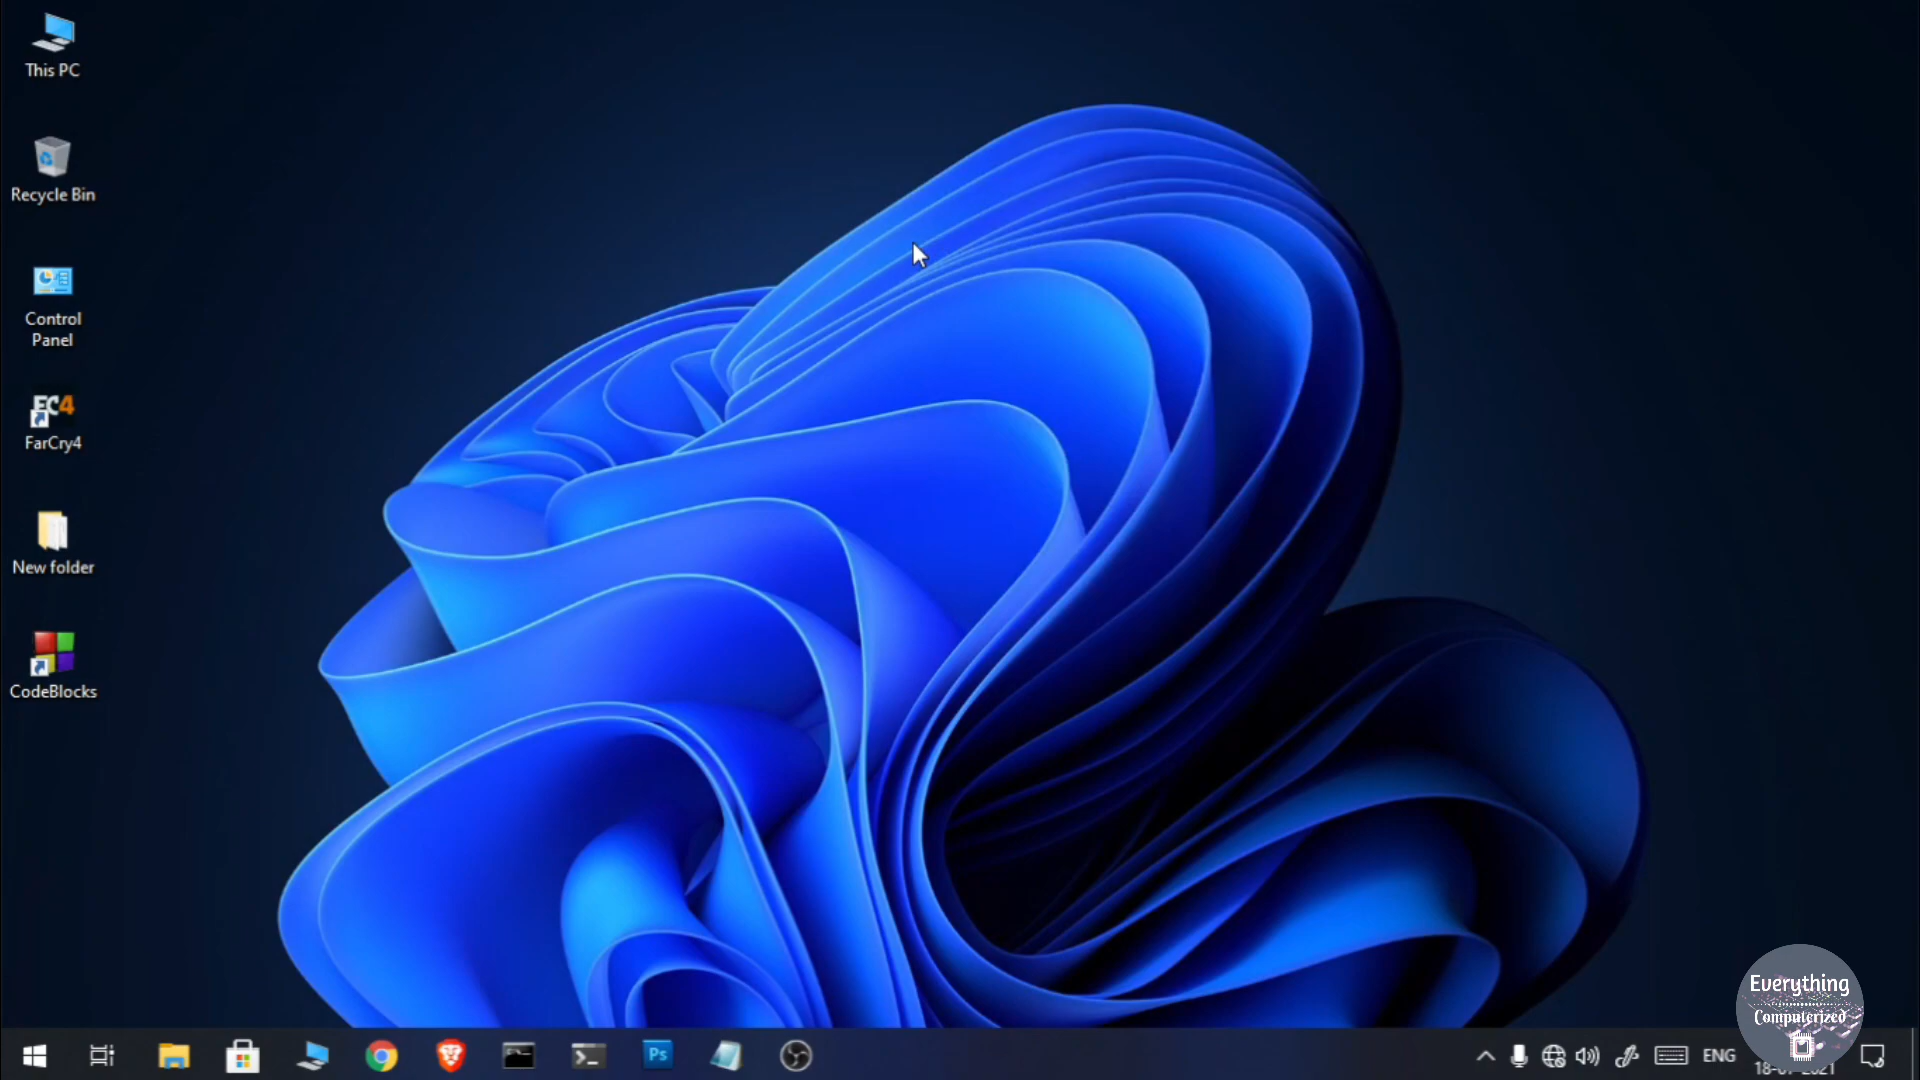 This PC
Recycle Bin
Control
Panel
FC4
FarCry4
New folder
CodeBlocks
Ps
ENG
Everything
Computerized